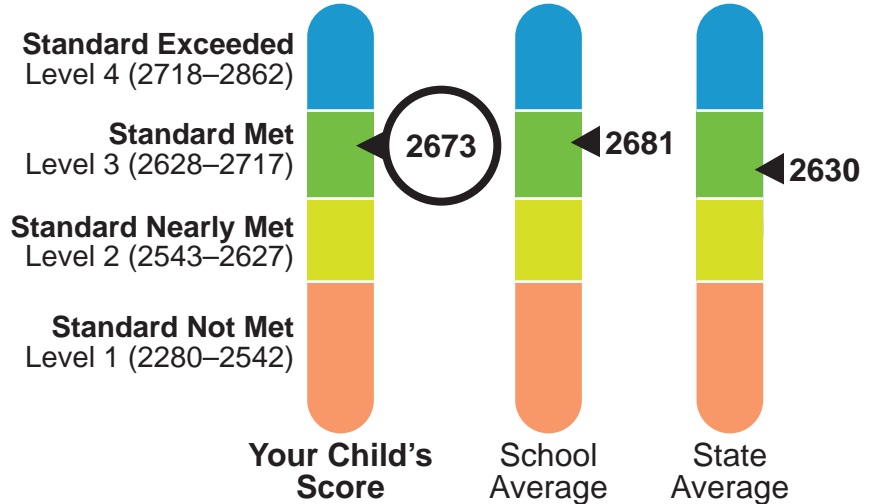 Standard Exceeded
Level 4 (2718–2862)
Standard Met
Level 3 (2628–2717)
2673
2681
2630
Standard Nearly Met
Level 2 (2543–2627)
Standard Not Met
Level 1 (2280–2542)
Your Child’s
Score
School
Average
State
Average